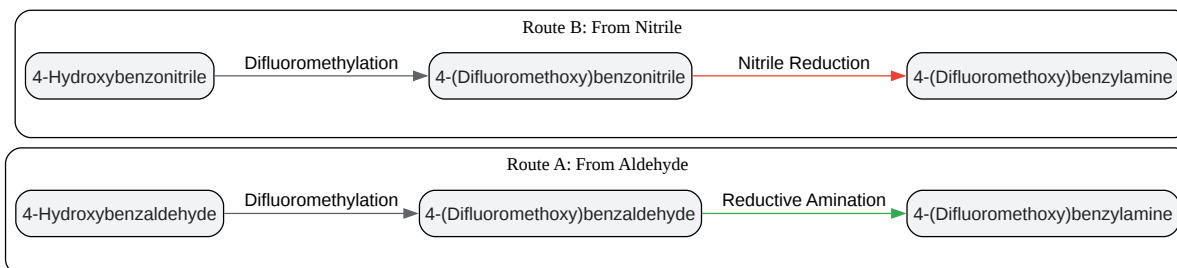 Route B: From Nitrile
4-Hydroxybenzonitrile
Difluoromethylation
4-(Difluoromethoxy)benzonitrile
Nitrile Reduction
4-(Difluoromethoxy)benzylamine
Route A: From Aldehyde
4-Hydroxybenzaldehyde
Difluoromethylation
4-(Difluoromethoxy)benzaldehyde
Reductive Amination
4-(Difluoromethoxy)benzylamine